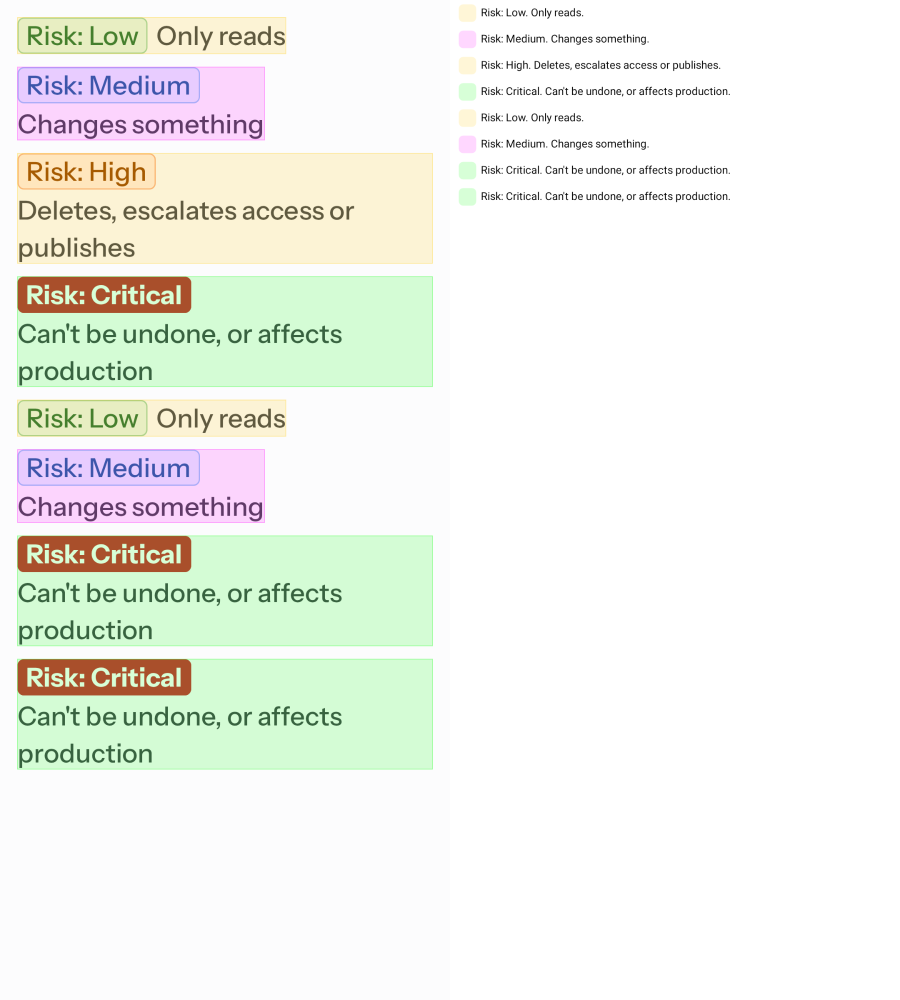 Risk: Low Only reads
Risk: Medium
Changes something
Risk: High
Deletes, escalates access or
publishes
Risk: Critical
Can't be undone, or affects
production
Risk: Low Only reads
Risk: Medium
Changes something
Risk: Critical
Can't be undone, or affects
production
Risk: Critical
Can't be undone, or affects
production
Risk: Low. Only reads.
Risk: Medium. Changes something.
Risk: High. Deletes, escalates access or publishes.
Risk: Critical. Can't be undone, or affects production.
Risk: Low. Only reads.
Risk: Medium. Changes something.
Risk: Critical. Can't be undone, or affects production.
Risk: Critical. Can't be undone, or affects production.